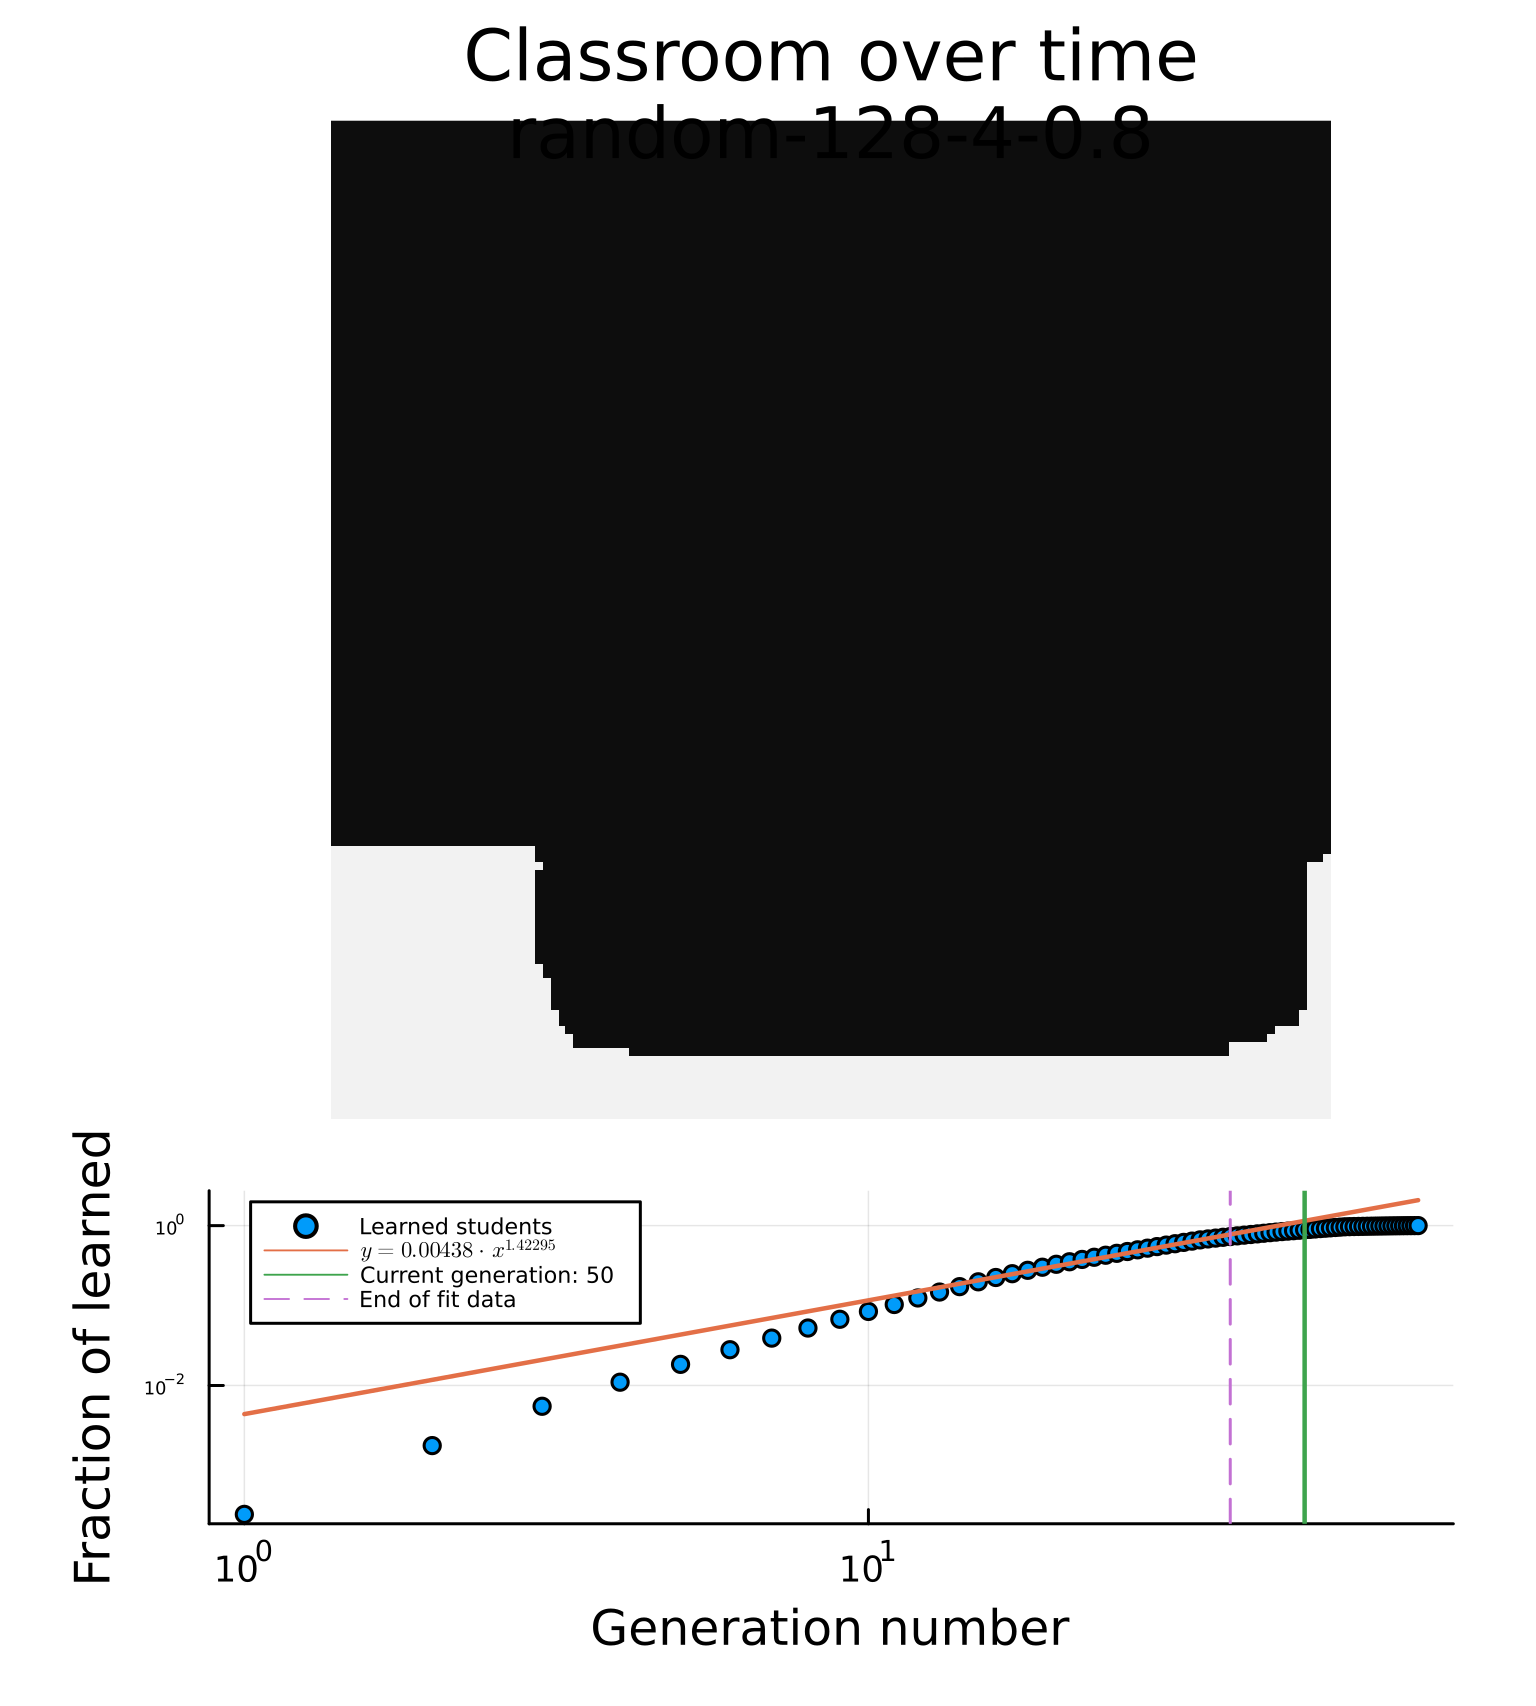 Classroom over time
random-128-4-0.8
Fraction of learned
10^0
10^-2
Learned students
y = 0.00438 · x^1.42295
Current generation: 50
End of fit data
10^0
10^1
Generation number